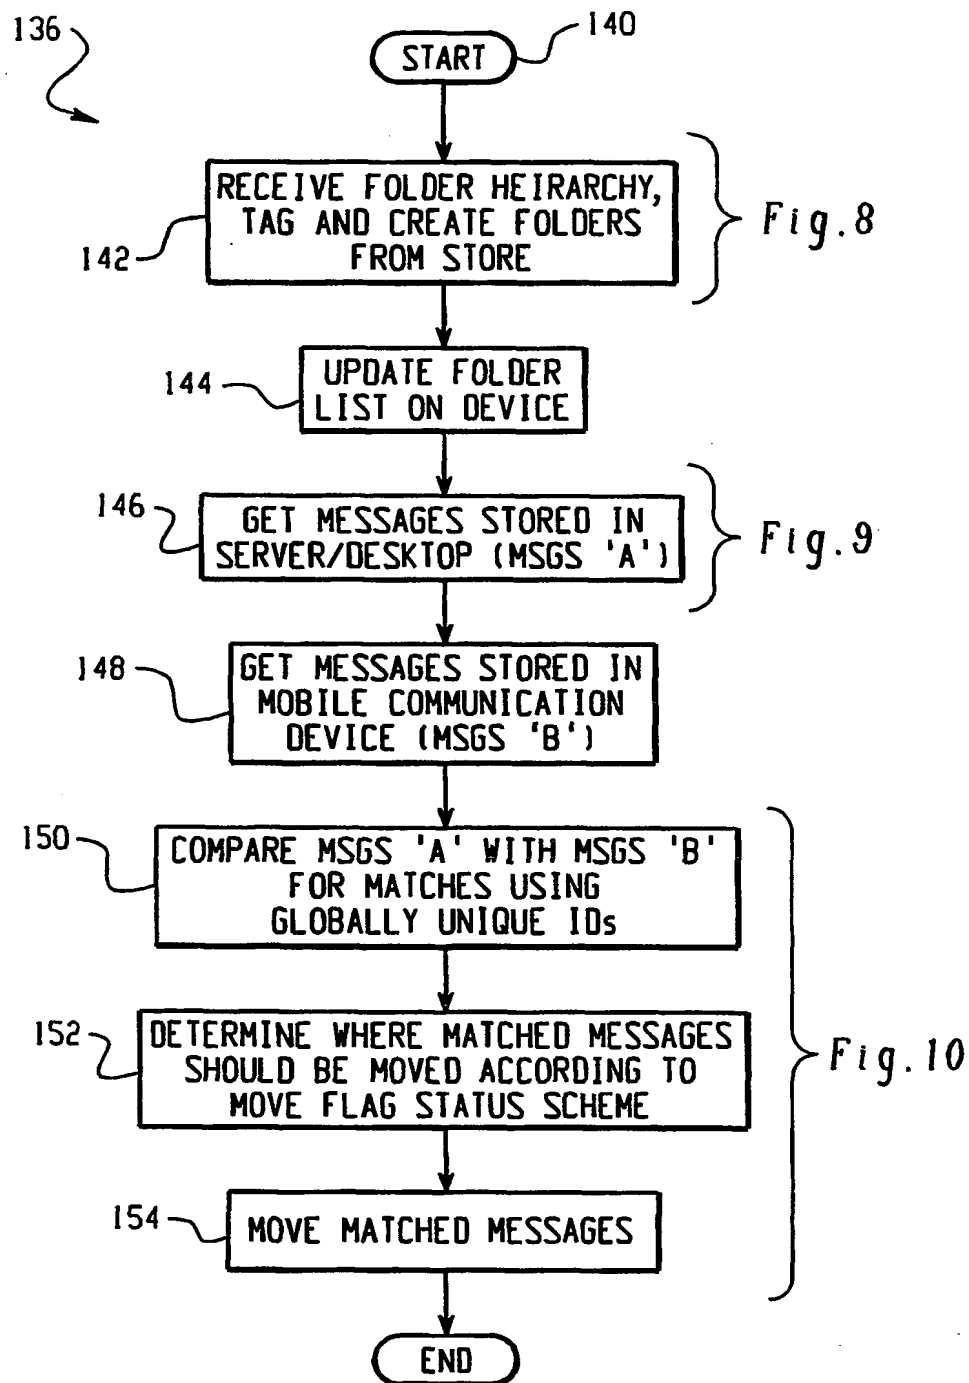 136
START
140
RECEIVE FOLDER HEIRARCHY,
TAG AND CREATE FOLDERS
FROM STORE
142
Fig. 8
UPDATE FOLDER
LIST ON DEVICE
144
GET MESSAGES STORED IN
SERVER/DESKTOP (MSGS 'A')
146
Fig. 9
GET MESSAGES STORED IN
MOBILE COMMUNICATION
DEVICE (MSGS 'B')
148
COMPARE MSGS 'A' WITH MSGS 'B'
FOR MATCHES USING
GLOBALLY UNIQUE IDs
150
DETERMINE WHERE MATCHED MESSAGES
SHOULD BE MOVED ACCORDING TO
MOVE FLAG STATUS SCHEME
152
Fig. 10
MOVE MATCHED MESSAGES
154
END